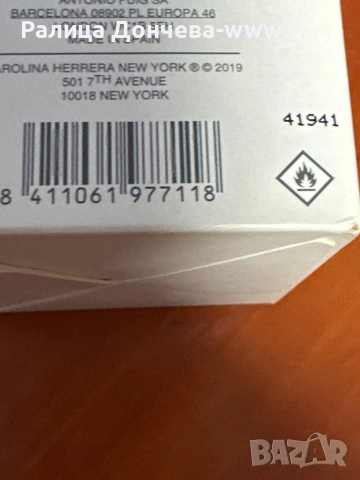 ANTONIO PUIG SA
BARCELONA 08902 PL EUROPA 46
Ралица Дончева-www.
MADE IN SPAIN
CAROLINA HERRERA NEW YORK ® © 2019
501 7TH AVENUE
10018 NEW YORK
41941
8 411061 977118
BAZAR